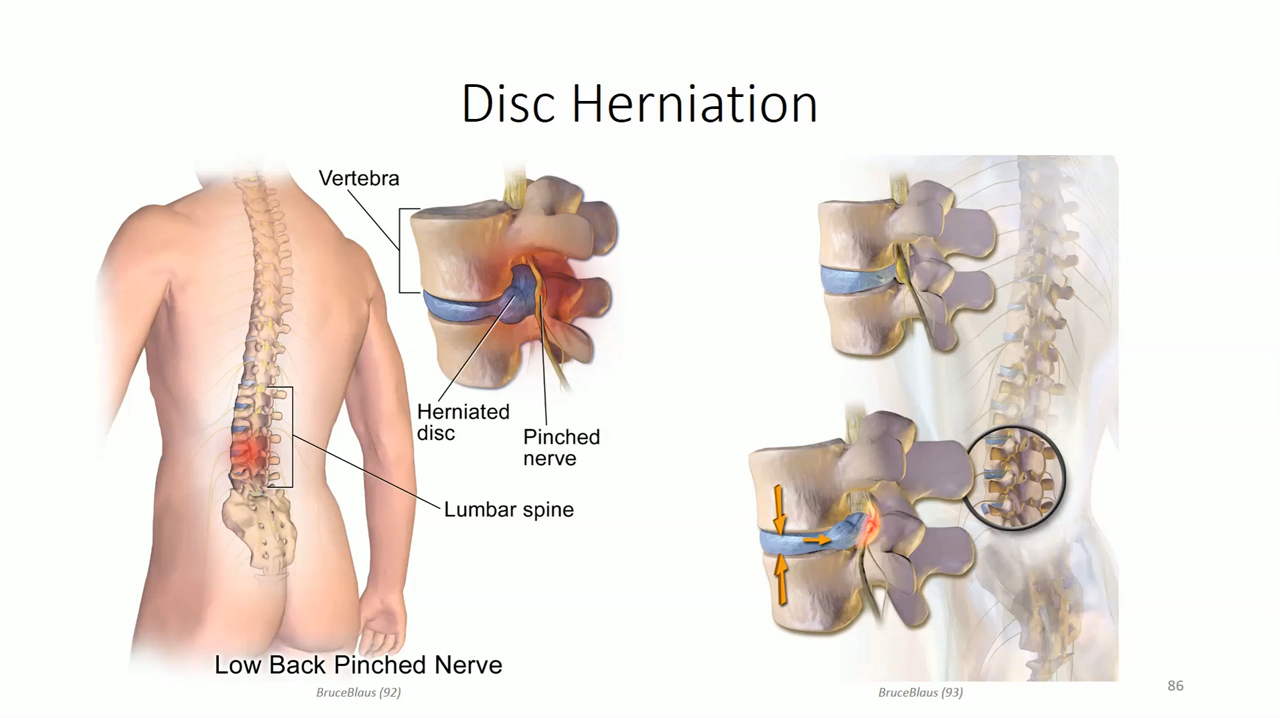 Disc Herniation
Vertebra
Herniated
disc
Pinched
nerve
Lumbar spine
Low Back Pinched Nerve
BruceBlaus (92)
BruceBlaus (93)
86